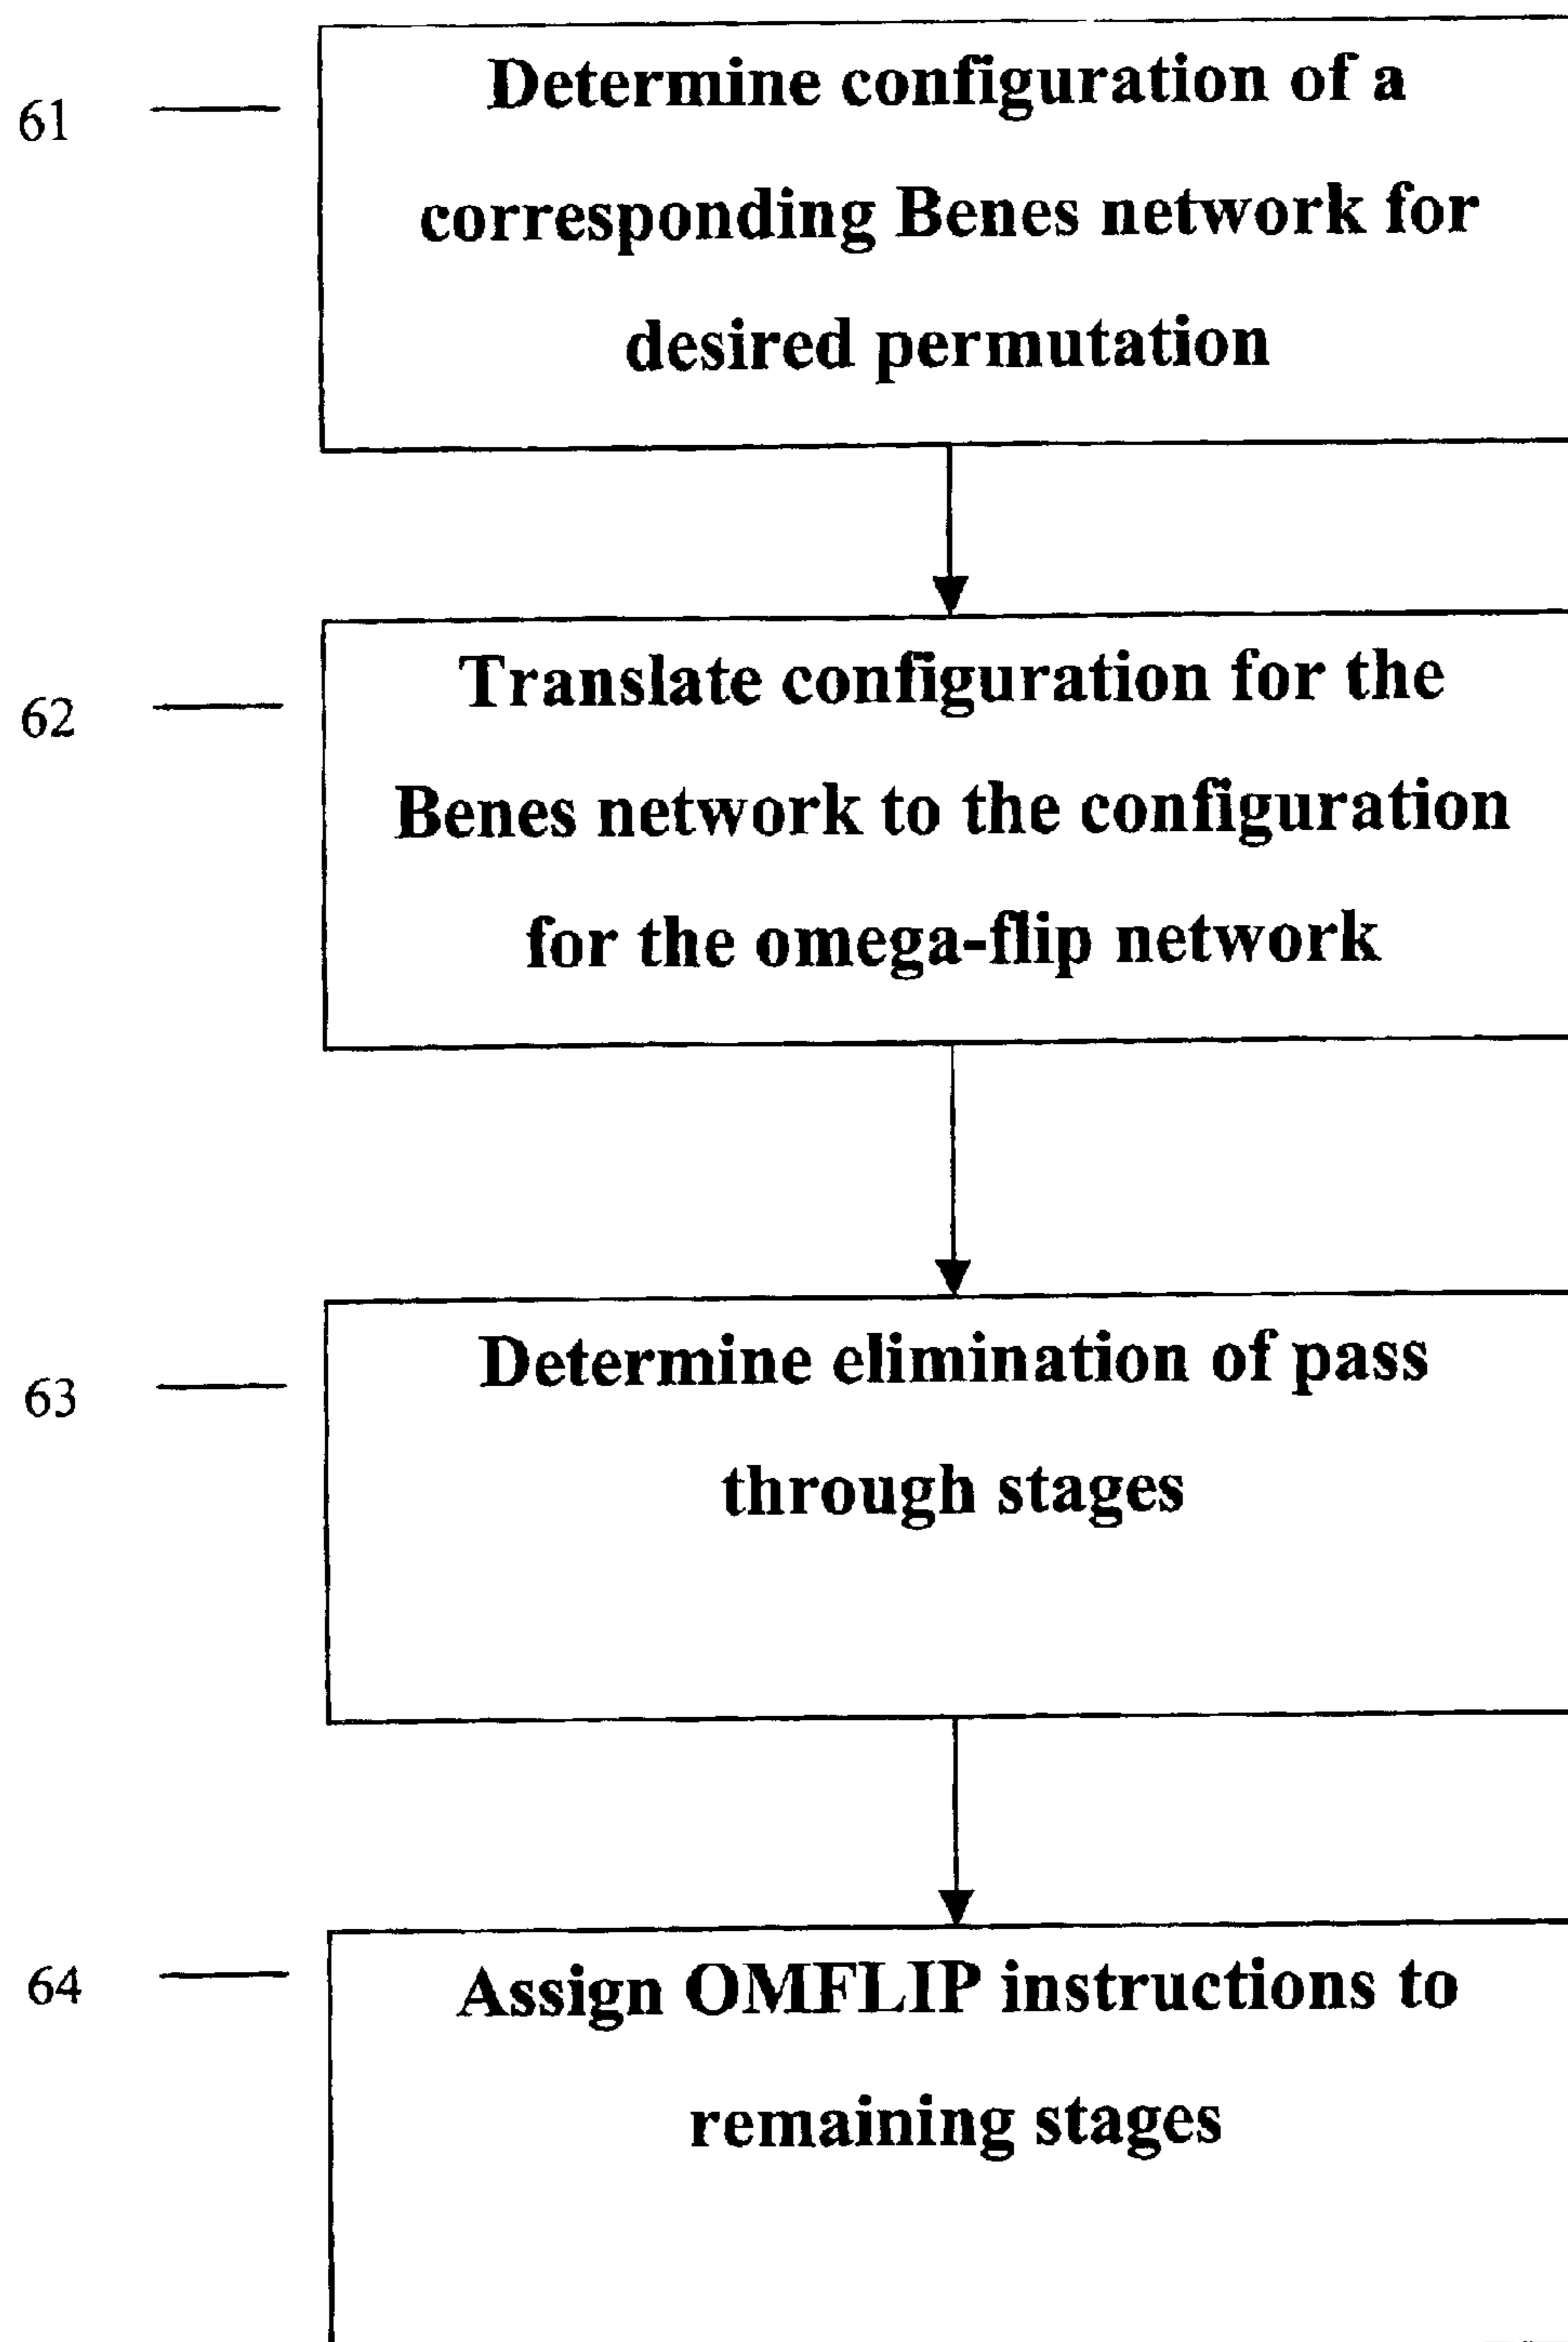 61
Determine configuration of a
corresponding Benes network for
desired permutation
62
Translate configuration for the
Benes network to the configuration
for the omega-flip network
63
Determine elimination of pass
through stages
64
Assign OMFLIP instructions to
remaining stages